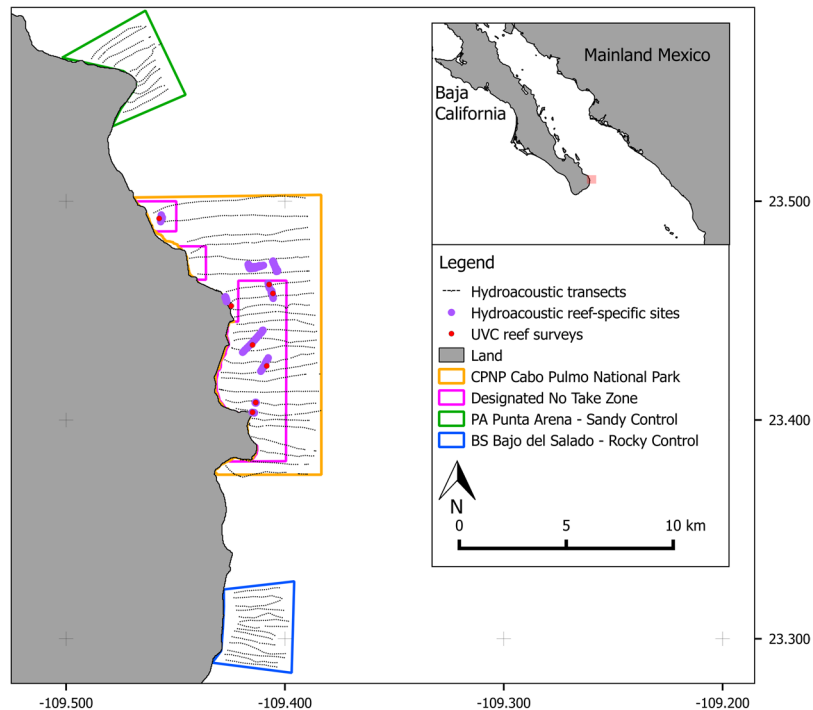 Mainland Mexico
Baja
California
23.500
Legend
Hydroacoustic transects
Hydroacoustic reef-specific sites
UVC reef surveys
Land
CPNP Cabo Pulmo National Park
Designated No Take Zone
PA Punta Arena - Sandy Control
BS Bajo del Salado - Rocky Control
23.400
N
0 5 10 km
23.300
-109.500 -109.400 -109.300 -109.200